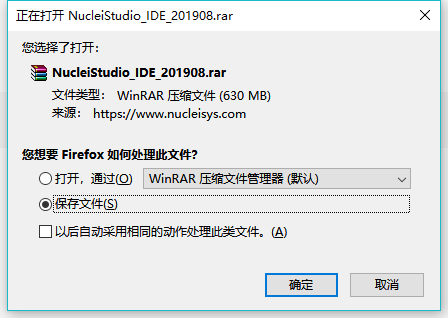 正在打开 NucleiStudio_IDE_201908.rar
您选择了打开：
NucleiStudio_IDE_201908.rar
文件类型： WinRAR 压缩文件 (630 MB)
来源： https://www.nucleisys.com
您想要 Firefox 如何处理此文件?
打开，通过(O) WinRAR 压缩文件管理器 (默认)
保存文件(S)
以后自动采用相同的动作处理此类文件。(A)
确定 取消